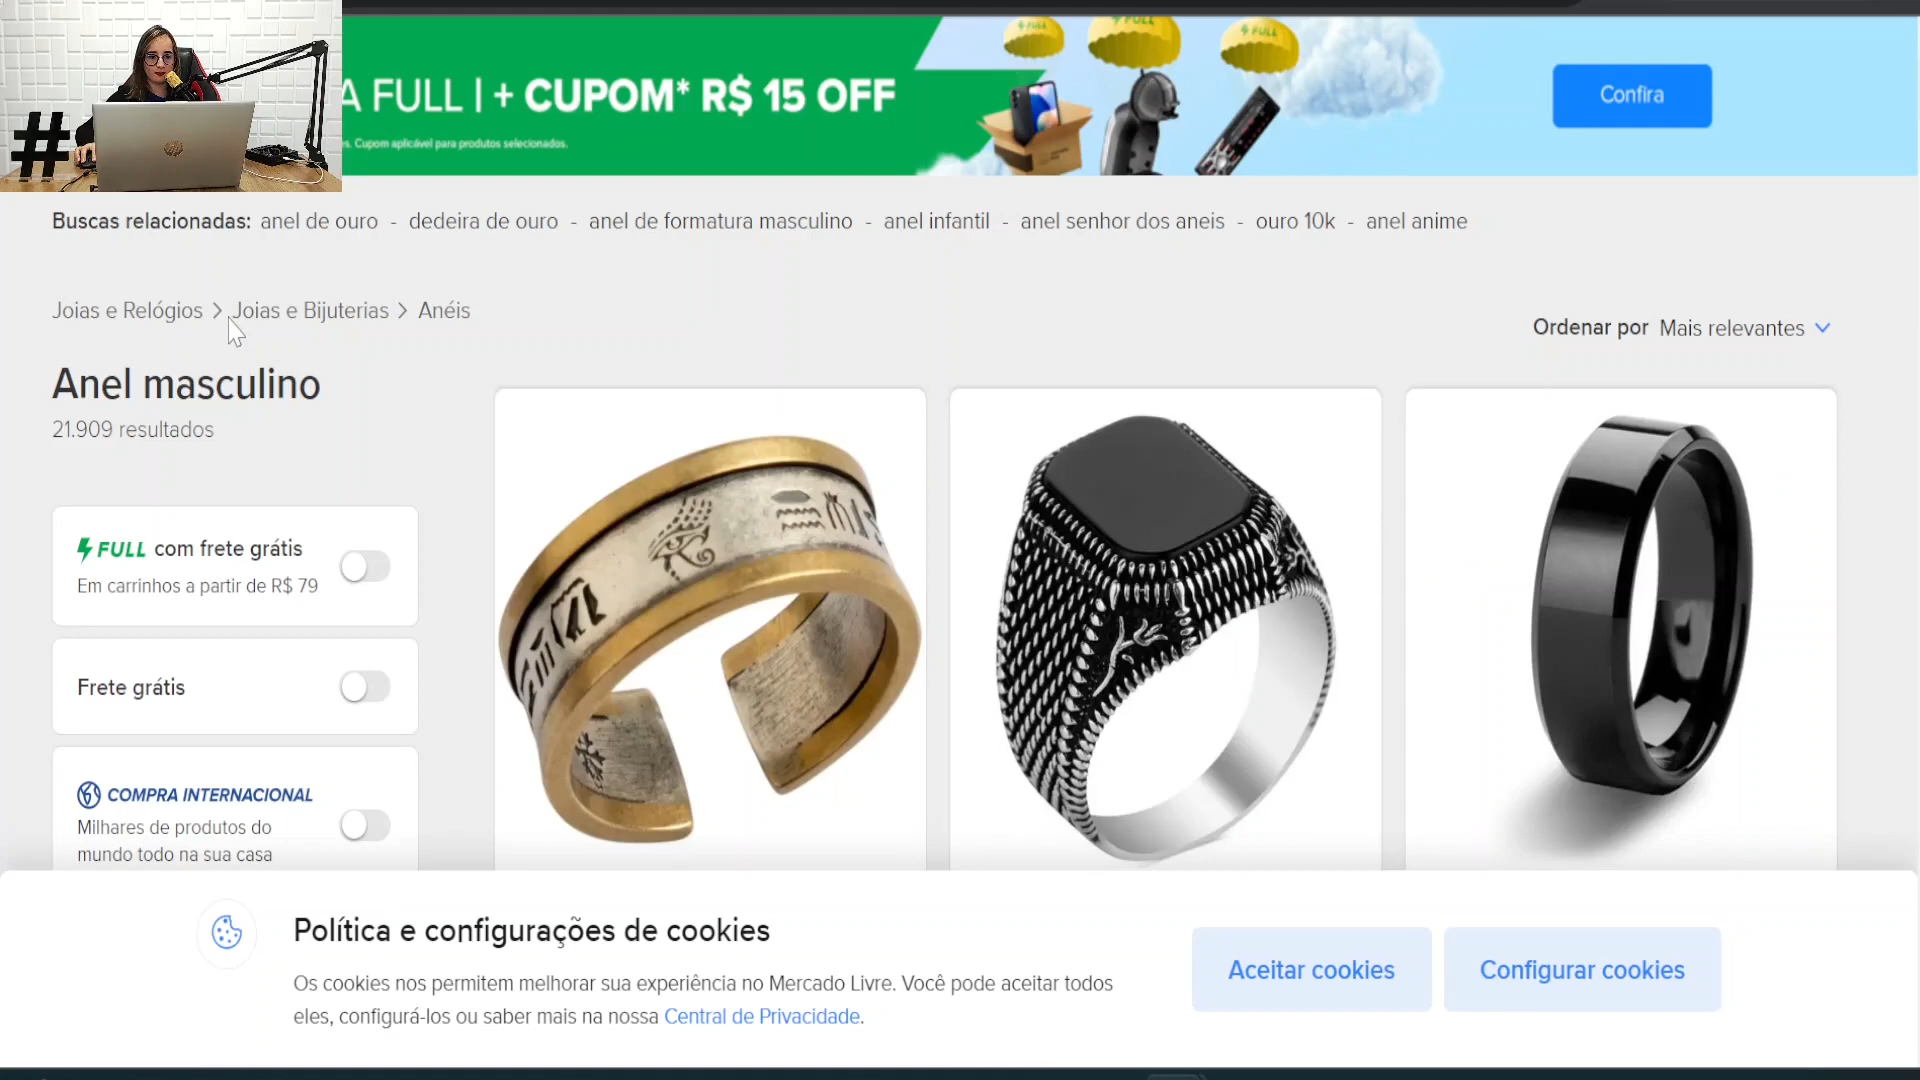 A FULL | + CUPOM* R$ 15 OFF
Confira
s. Cupom aplicável para produtos selecionados.
#
Buscas relacionadas: anel de ouro - dedeira de ouro - anel de formatura masculino - anel infantil - anel senhor dos aneis - ouro 10k - anel anime
Joias e Relógios > Joias e Bijuterias > Anéis
Ordenar por Mais relevantes
Anel masculino
21.909 resultados
FULL com frete grátis
Em carrinhos a partir de R$ 79
Frete grátis
COMPRA INTERNACIONAL
Milhares de produtos do
mundo todo na sua casa
Política e configurações de cookies
Os cookies nos permitem melhorar sua experiência no Mercado Livre. Você pode aceitar todos
eles, configurá-los ou saber mais na nossa Central de Privacidade.
Aceitar cookies
Configurar cookies